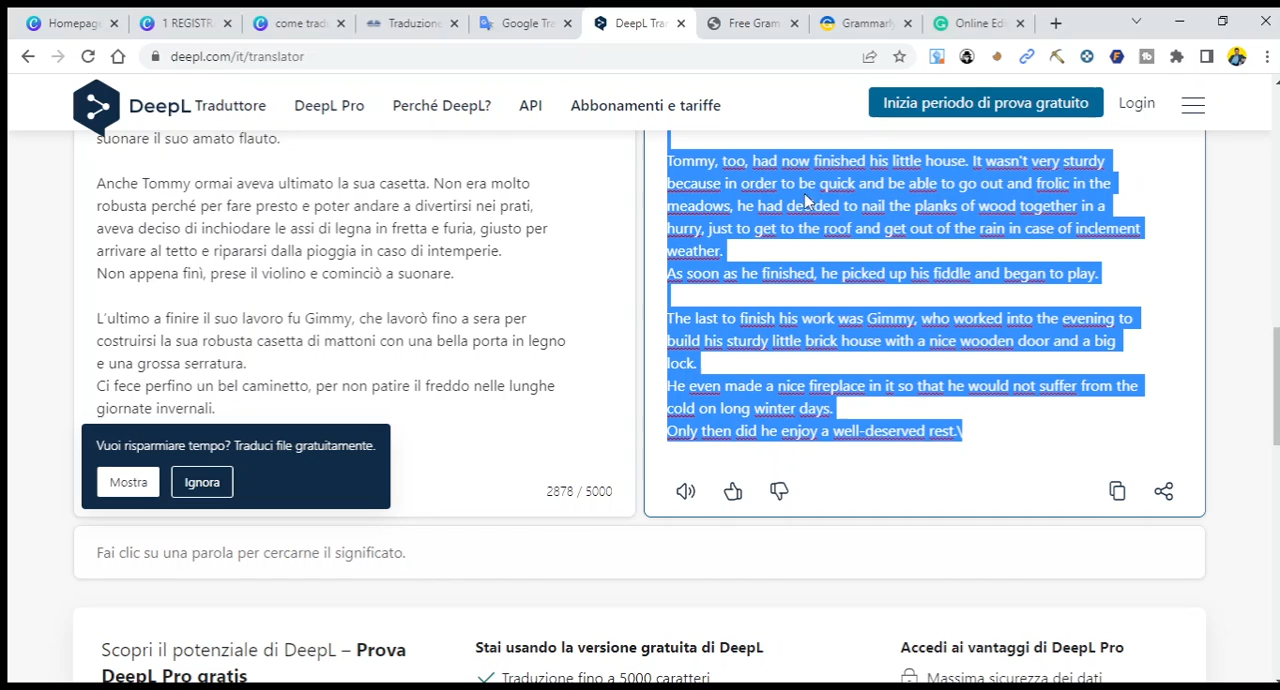 Homepage
1 REGISTR
come trad
Traduzione
Google Tra
DeepL Tran
Free Gram
Grammarly
Online Edi
deepl.com/it/translator
DeepL Traduttore
DeepL Pro
Perché DeepL?
API
Abbonamenti e tariffe
Inizia periodo di prova gratuito
Login
suonare il suo amato flauto.
Anche Tommy ormai aveva ultimato la sua casetta. Non era molto
robusta perché per fare presto e poter andare a divertirsi nei prati,
aveva deciso di inchiodare le assi di legna in fretta e furia, giusto per
arrivare al tetto e ripararsi dalla pioggia in caso di intemperie.
Non appena finì, prese il violino e cominciò a suonare.
L'ultimo a finire il suo lavoro fu Gimmy, che lavorò fino a sera per
costruirsi la sua robusta casetta di mattoni con una bella porta in legno
e una grossa serratura.
Ci fece perfino un bel caminetto, per non patire il freddo nelle lunghe
giornate invernali.
Vuoi risparmiare tempo? Traduci file gratuitamente.
Mostra
Ignora
2878 / 5000
Tommy, too, had now finished his little house. It wasn't very sturdy
because in order to be quick and be able to go out and frolic in the
meadows, he had decided to nail the planks of wood together in a
hurry, just to get to the roof and get out of the rain in case of inclement
weather.
As soon as he finished, he picked up his fiddle and began to play.
The last to finish his work was Gimmy, who worked into the evening to
build his sturdy little brick house with a nice wooden door and a big
lock.
He even made a nice fireplace in it so that he would not suffer from the
cold on long winter days.
Only then did he enjoy a well-deserved rest.\
Fai clic su una parola per cercarne il significato.
Scopri il potenziale di DeepL – Prova
DeepL Pro gratis
Stai usando la versione gratuita di DeepL
Traduzione fino a 5000 caratteri
Accedi ai vantaggi di DeepL Pro
Massima sicurezza dei dati